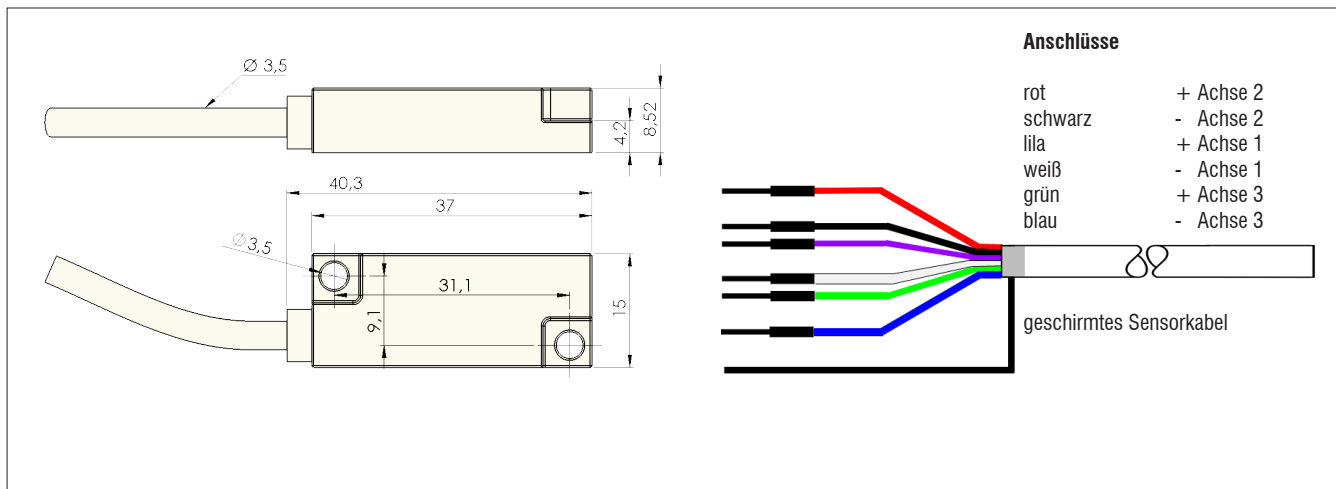 Ø 3,5
4,2
8,52
40,3
37
Ø3,5
31,1
9,1
15
Anschlüsse
rot + Achse 2
schwarz - Achse 2
lila + Achse 1
weiß - Achse 1
grün + Achse 3
blau - Achse 3
geschirmtes Sensorkabel